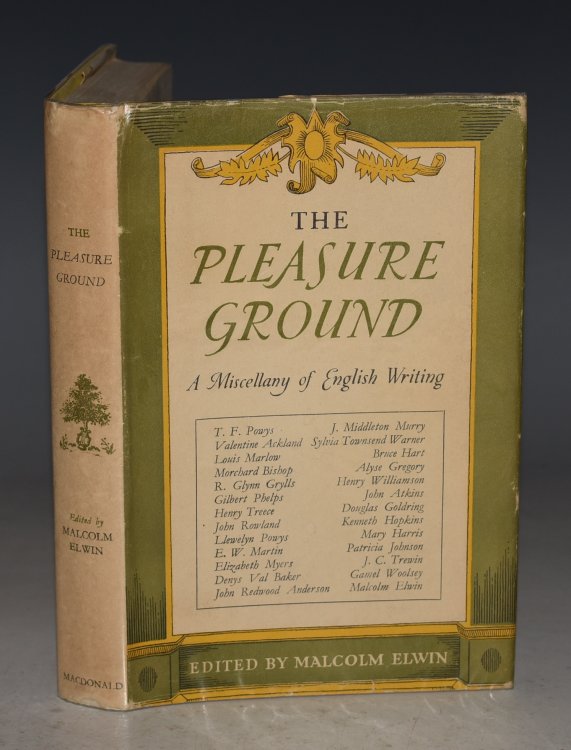 THE
PLEASURE
GROUND
Edited by
MALCOLM
ELWIN
MACDONALD
THE
PLEASURE
GROUND
A Miscellany of English Writing
T. F. Powys
Valentine Ackland
Louis Marlow
Morchard Bishop
R. Glynn Grylls
Gilbert Phelps
Henry Treece
John Rowland
Llewelyn Powys
E. W. Martin
Elizabeth Myers
Denys Val Baker
John Redwood Anderson
J. Middleton Murry
Sylvia Townsend Warner
Bruce Hart
Alyse Gregory
Henry Williamson
John Atkins
Douglas Goldring
Kenneth Hopkins
Mary Harris
Patricia Johnson
J. C. Trewin
Gamel Woolsey
Malcolm Elwin
EDITED BY MALCOLM ELWIN